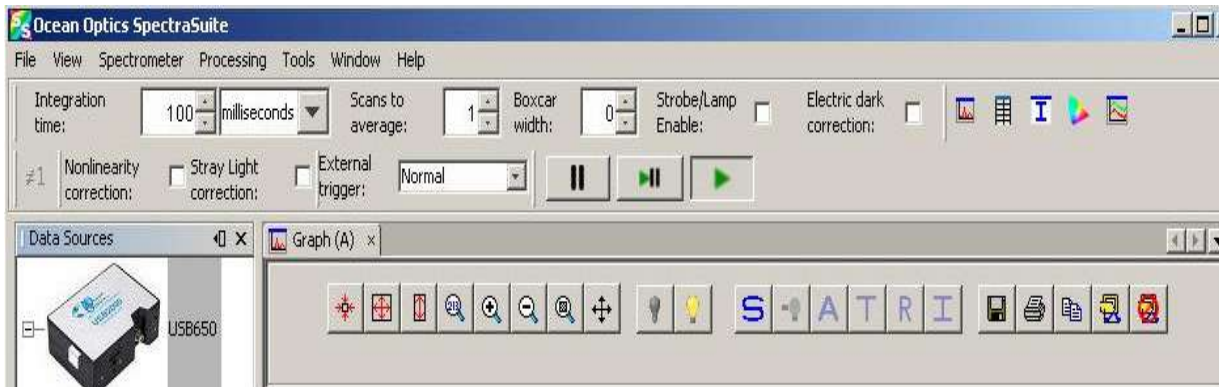 Ocean Optics SpectraSuite
File View Spectrometer Processing Tools Window Help
Integration time: 100 milliseconds Scans to average: 1 Boxcar width: 0 Strobe/Lamp Enable: Electric dark correction:
≠1 Nonlinearity correction: Stray Light correction: External trigger: Normal
Data Sources Graph (A)
USB650
S A T R I